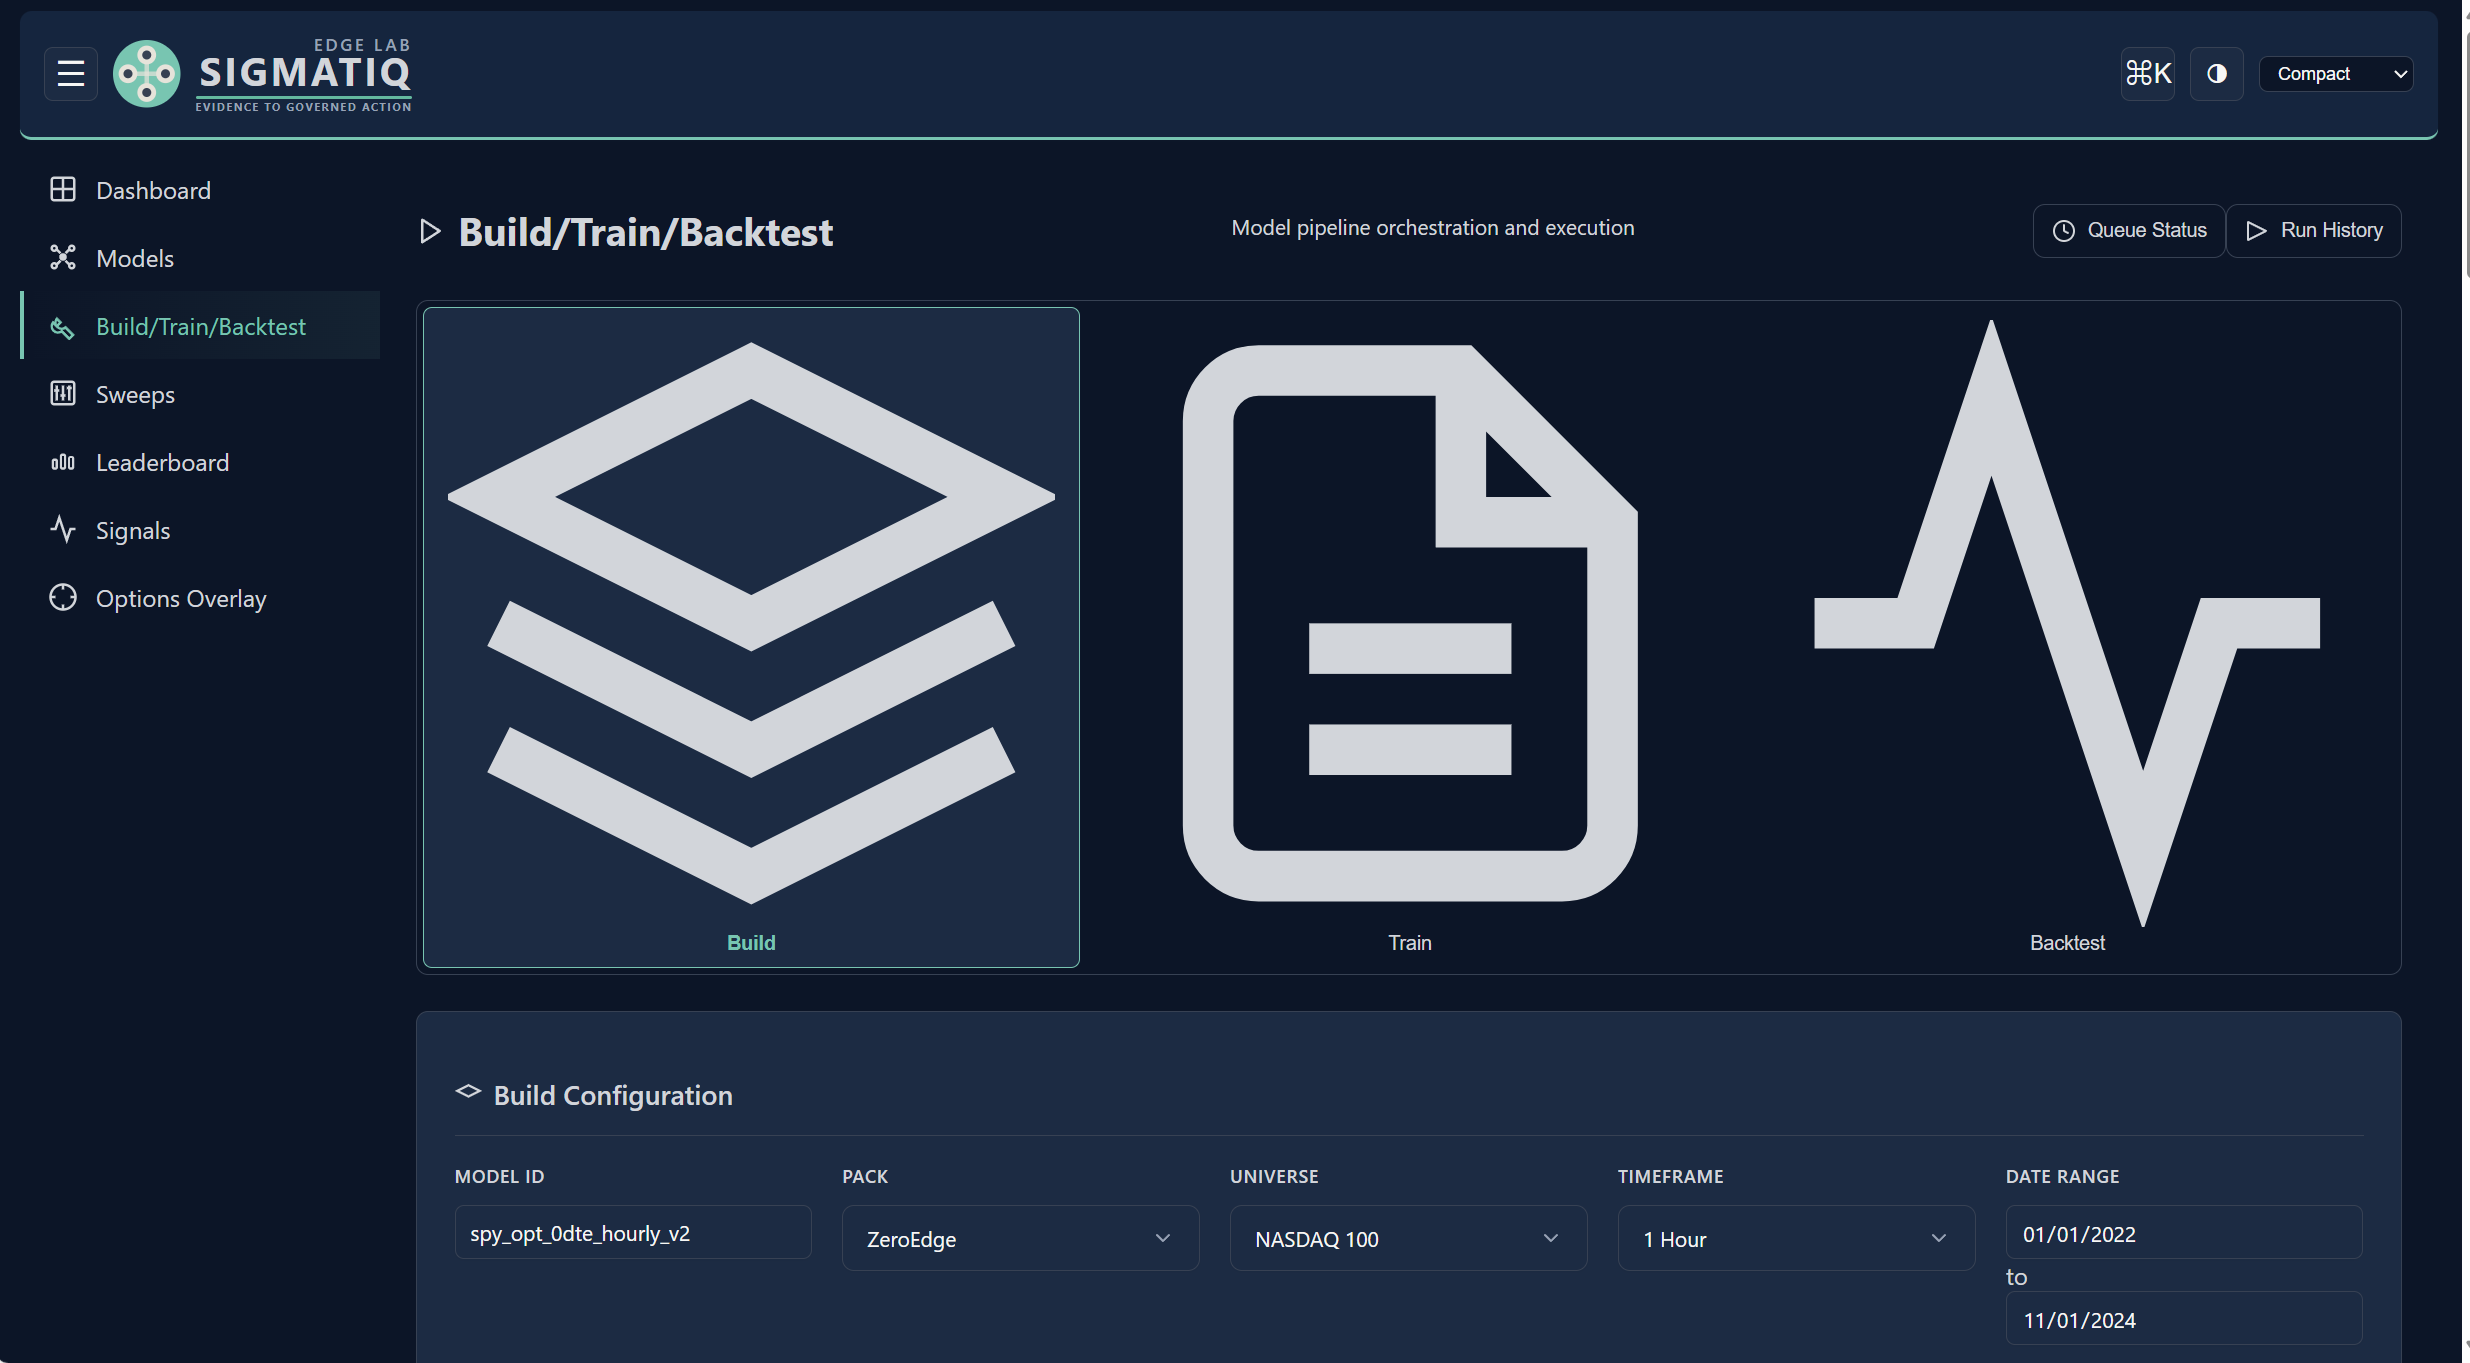 EDGE LAB
SIGMATIQ
EVIDENCE TO GOVERNED ACTION
⌘K
Compact
Dashboard
Models
Build/Train/Backtest
Sweeps
Leaderboard
Signals
Options Overlay
Build/Train/Backtest
Model pipeline orchestration and execution
Queue Status
Run History
Build
Train
Backtest
Build Configuration
MODEL ID
spy_opt_0dte_hourly_v2
PACK
ZeroEdge
UNIVERSE
NASDAQ 100
TIMEFRAME
1 Hour
DATE RANGE
01/01/2022
to
11/01/2024